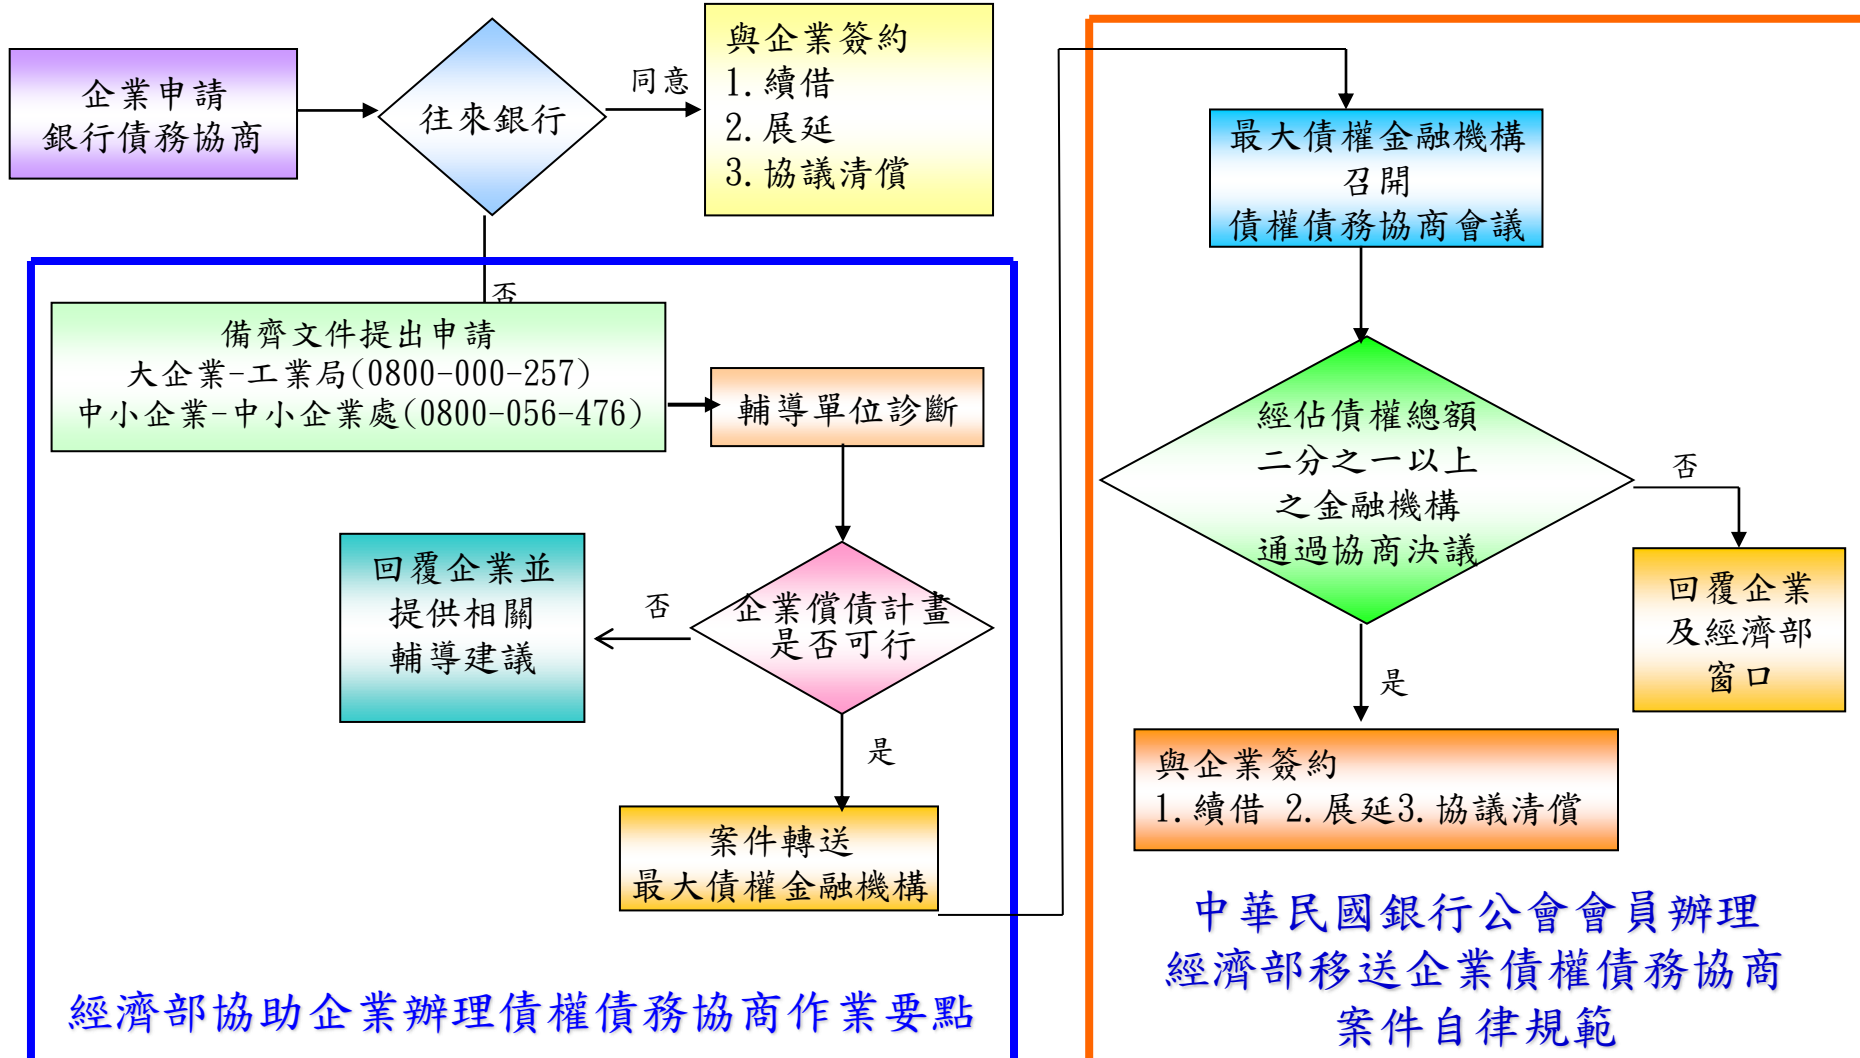 企業申請
銀行債務協商
往來銀行
同意
與企業簽約
1.續借
2.展延
3.協議清償
否
備齊文件提出申請
大企業-工業局(0800-000-257)
中小企業-中小企業處(0800-056-476)
輔導單位診斷
企業償債計畫
是否可行
否
回覆企業並
提供相關
輔導建議
是
案件轉送
最大債權金融機構
經濟部協助企業辦理債權債務協商作業要點
最大債權金融機構
召開
債權債務協商會議
經佔債權總額
二分之一以上
之金融機構
通過協商決議
否
回覆企業
及經濟部
窗口
是
與企業簽約
1.續借 2.展延3.協議清償
中華民國銀行公會會員辦理
經濟部移送企業債權債務協商
案件自律規範